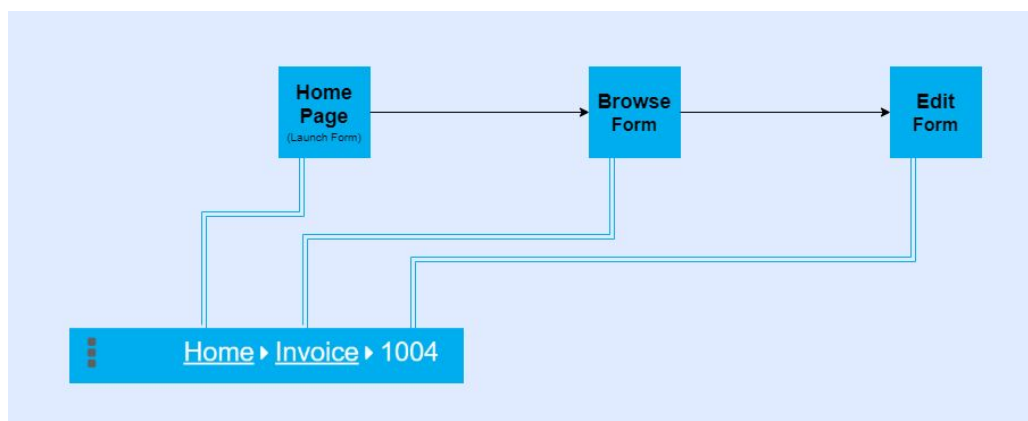 Home
Page
(Launch Form)
Browse
Form
Edit
Form
Home Invoice 1004